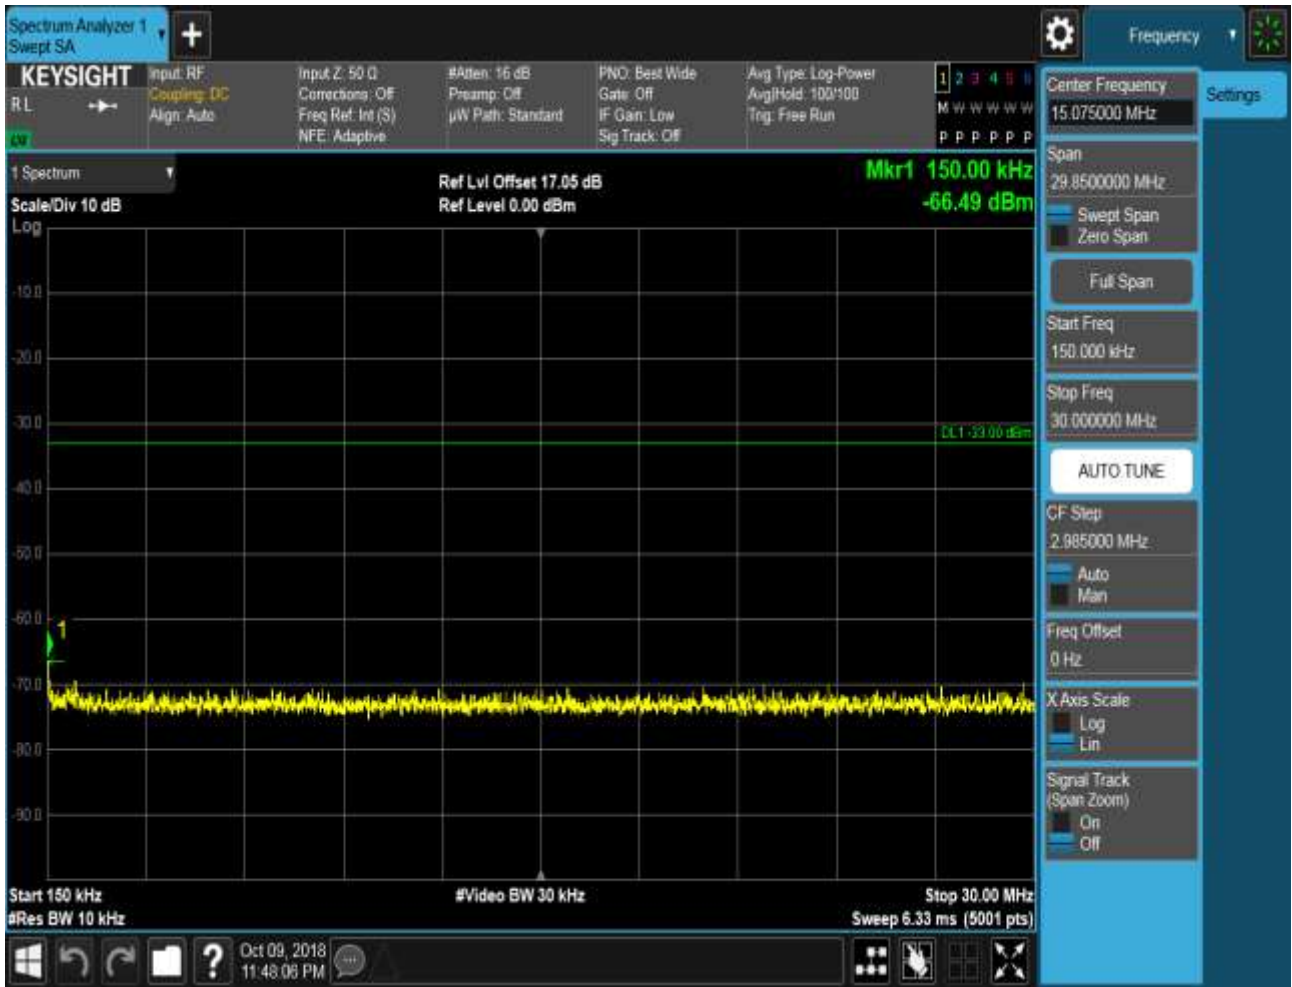 Spectrum Analyzer 1
Swept SA
Frequency
KEYSIGHT
RL
Input: RF
Coupling: DC
Align: Auto
Input Z: 50 Ω
Corrections: Off
Freq Ref: Int (S)
NFE: Adaptive
#Atten: 16 dB
Preamp: Off
µW Path: Standard
PNO: Best Wide
Gate: Off
IF Gain: Low
Sig Track: Off
Avg Type: Log-Power
Avg|Hold: 100/100
Trig: Free Run
1 2 3 4 5 6
M W W W W W
P P P P P P
1 Spectrum
Scale/Div 10 dB
Log
Ref Lvl Offset 17.05 dB
Ref Level 0.00 dBm
Mkr1 150.00 kHz
-66.49 dBm
-10.0
-20.0
-30.0
DL1 -33.00 dBm
-40.0
-50.0
-60.0
1
-70.0
-80.0
-90.0
Start 150 kHz
#Res BW 10 kHz
#Video BW 30 kHz
Stop 30.00 MHz
Sweep 6.33 ms (5001 pts)
?
Oct 09, 2018
11:48:06 PM
Center Frequency
15.075000 MHz
Settings
Span
29.8500000 MHz
Swept Span
Zero Span
Full Span
Start Freq
150.000 kHz
Stop Freq
30.000000 MHz
AUTO TUNE
CF Step
2.985000 MHz
Auto
Man
Freq Offset
0 Hz
X Axis Scale
Log
Lin
Signal Track
(Span Zoom)
On
Off